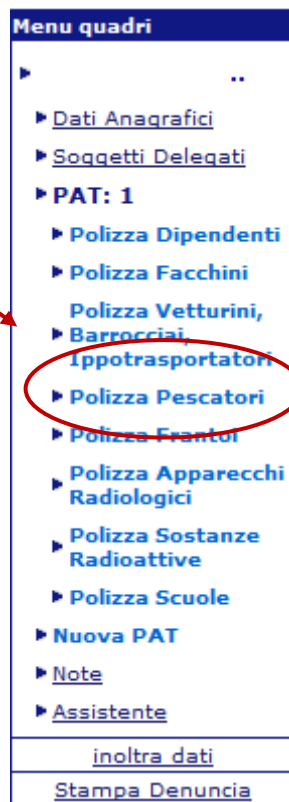 Menu quadri
..
Dati Anagrafici
Soggetti Delegati
PAT: 1
Polizza Dipendenti
Polizza Facchini
Polizza Vetturini,
Barrocciai,
Ippotrasportatori
Polizza Pescatori
Polizza Frantoi
Polizza Apparecchi
Radiologici
Polizza Sostanze
Radioattive
Polizza Scuole
Nuova PAT
Note
Assistente
inoltra dati
Stampa Denuncia